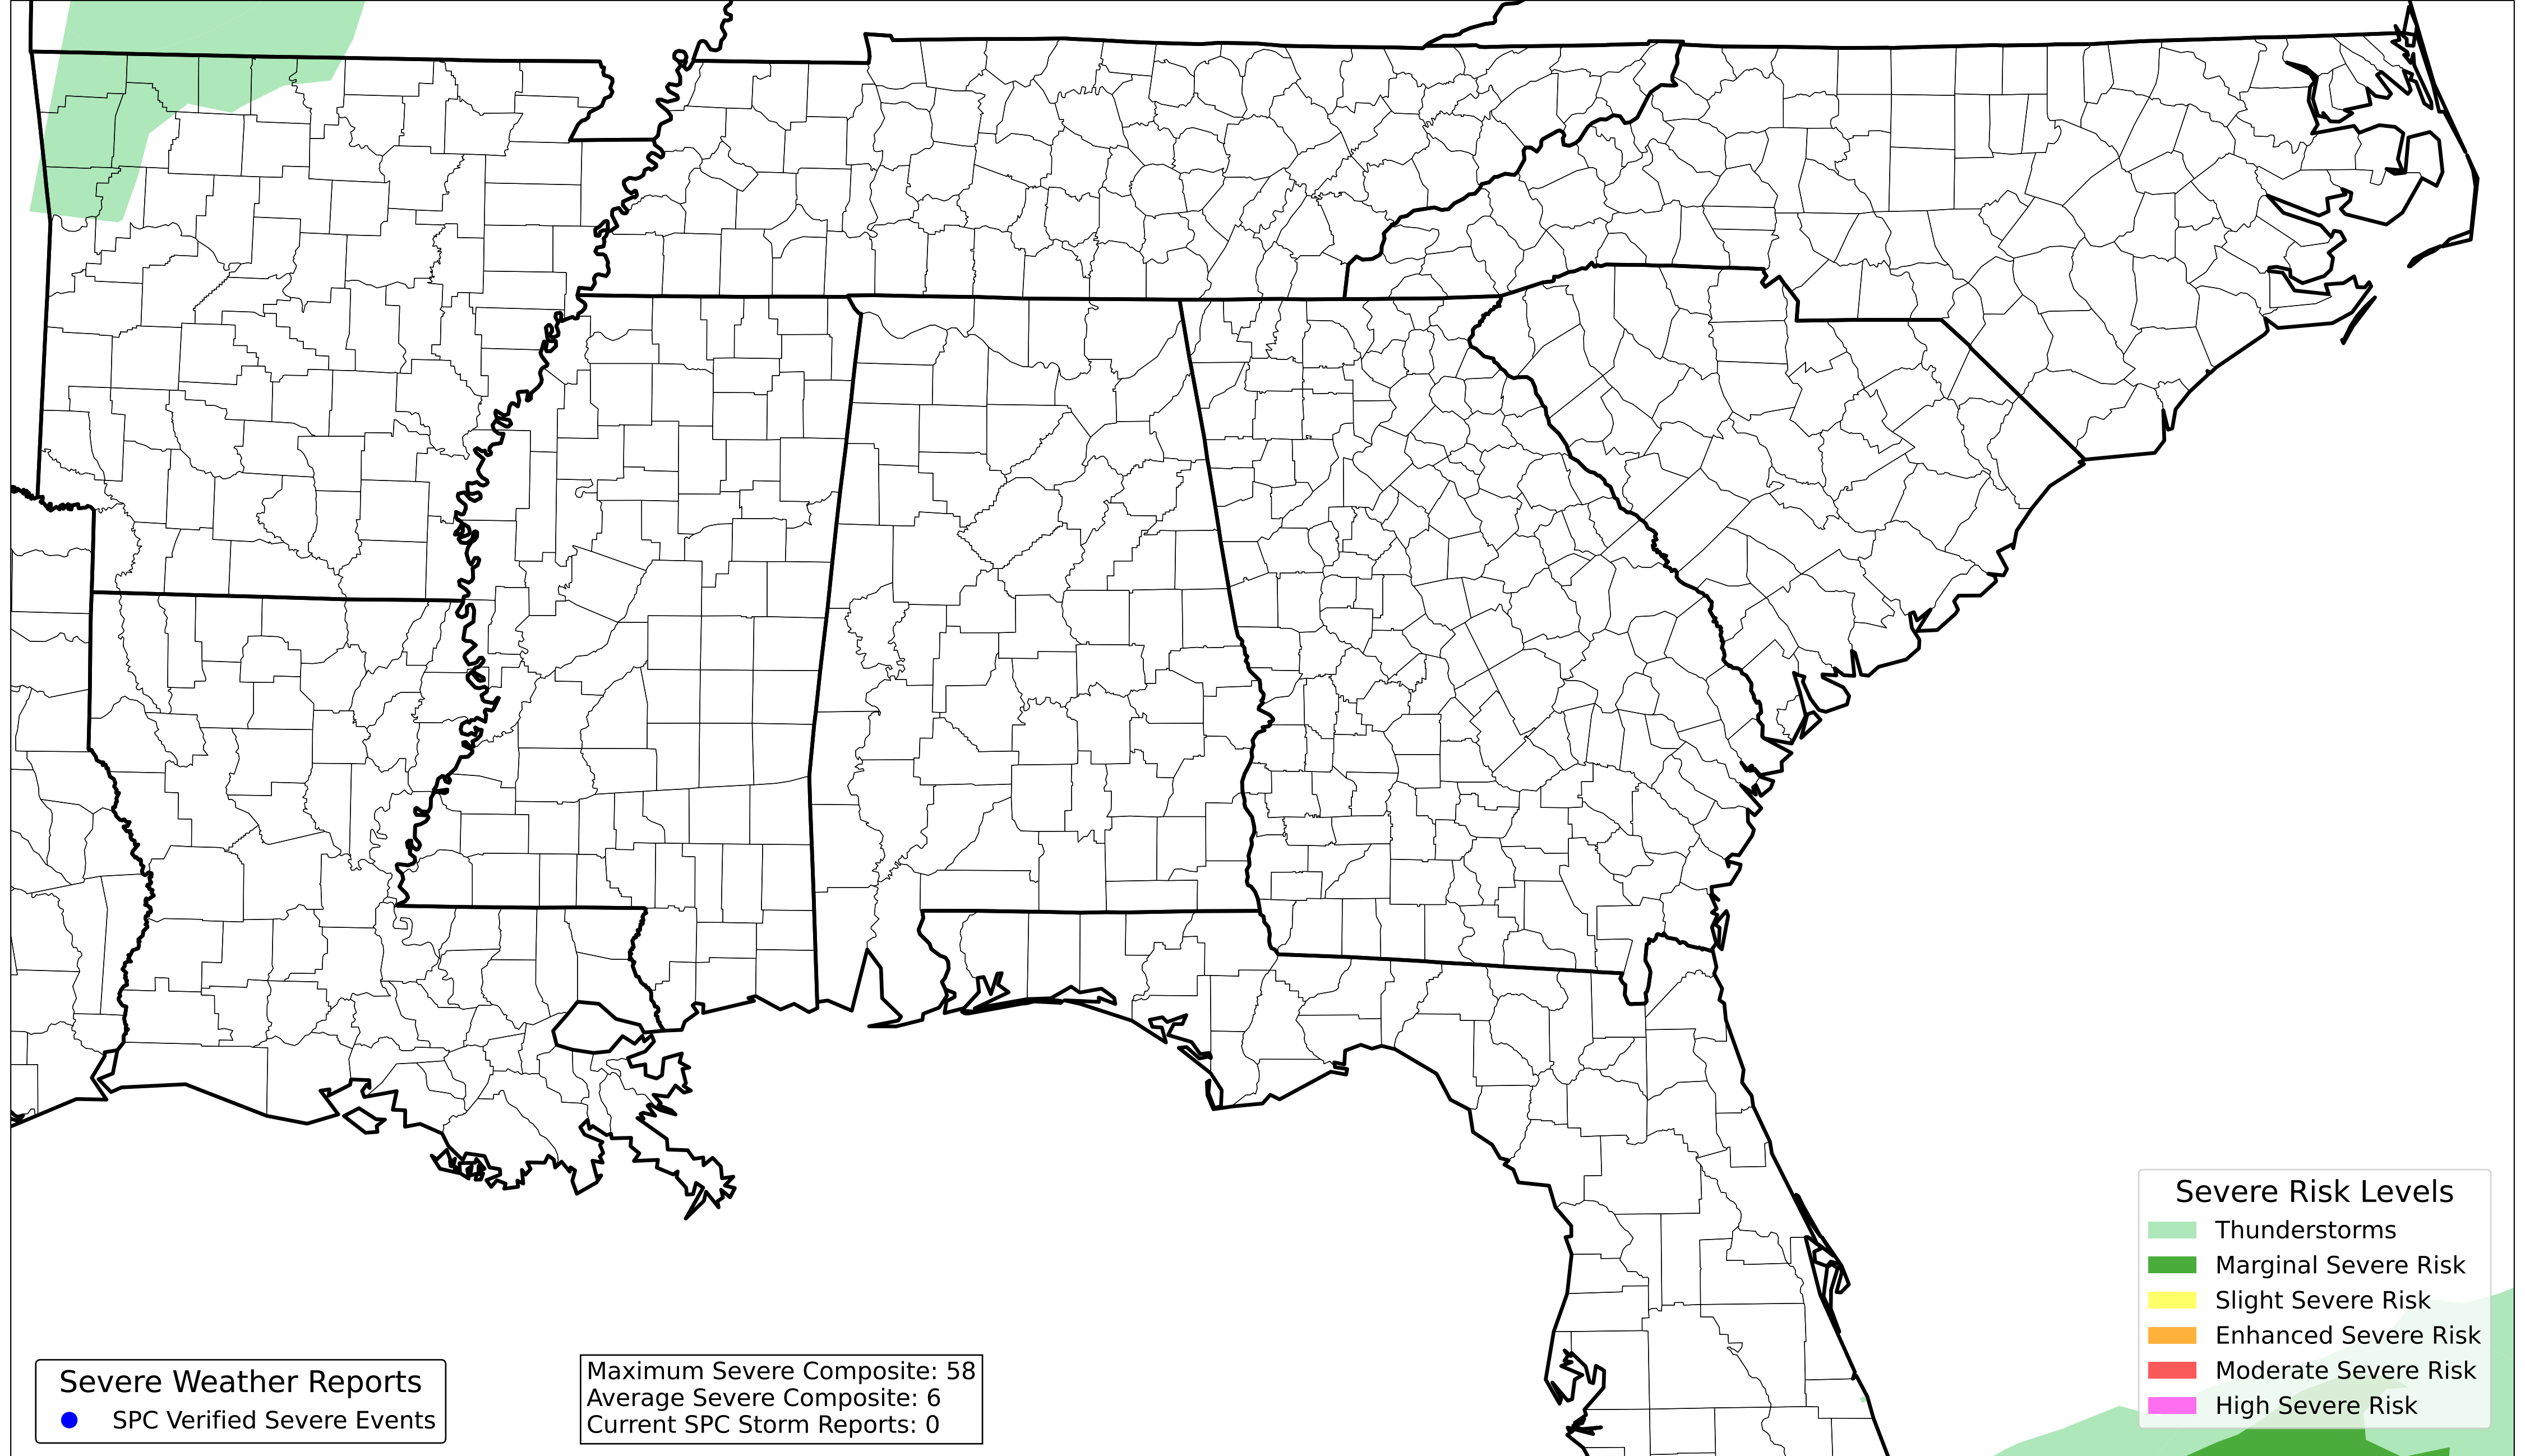 Severe Risk Levels
Thunderstorms
Marginal Severe Risk
Slight Severe Risk
Enhanced Severe Risk
Moderate Severe Risk
High Severe Risk
Severe Weather Reports
SPC Verified Severe Events
Maximum Severe Composite: 58
Average Severe Composite: 6
Current SPC Storm Reports: 0